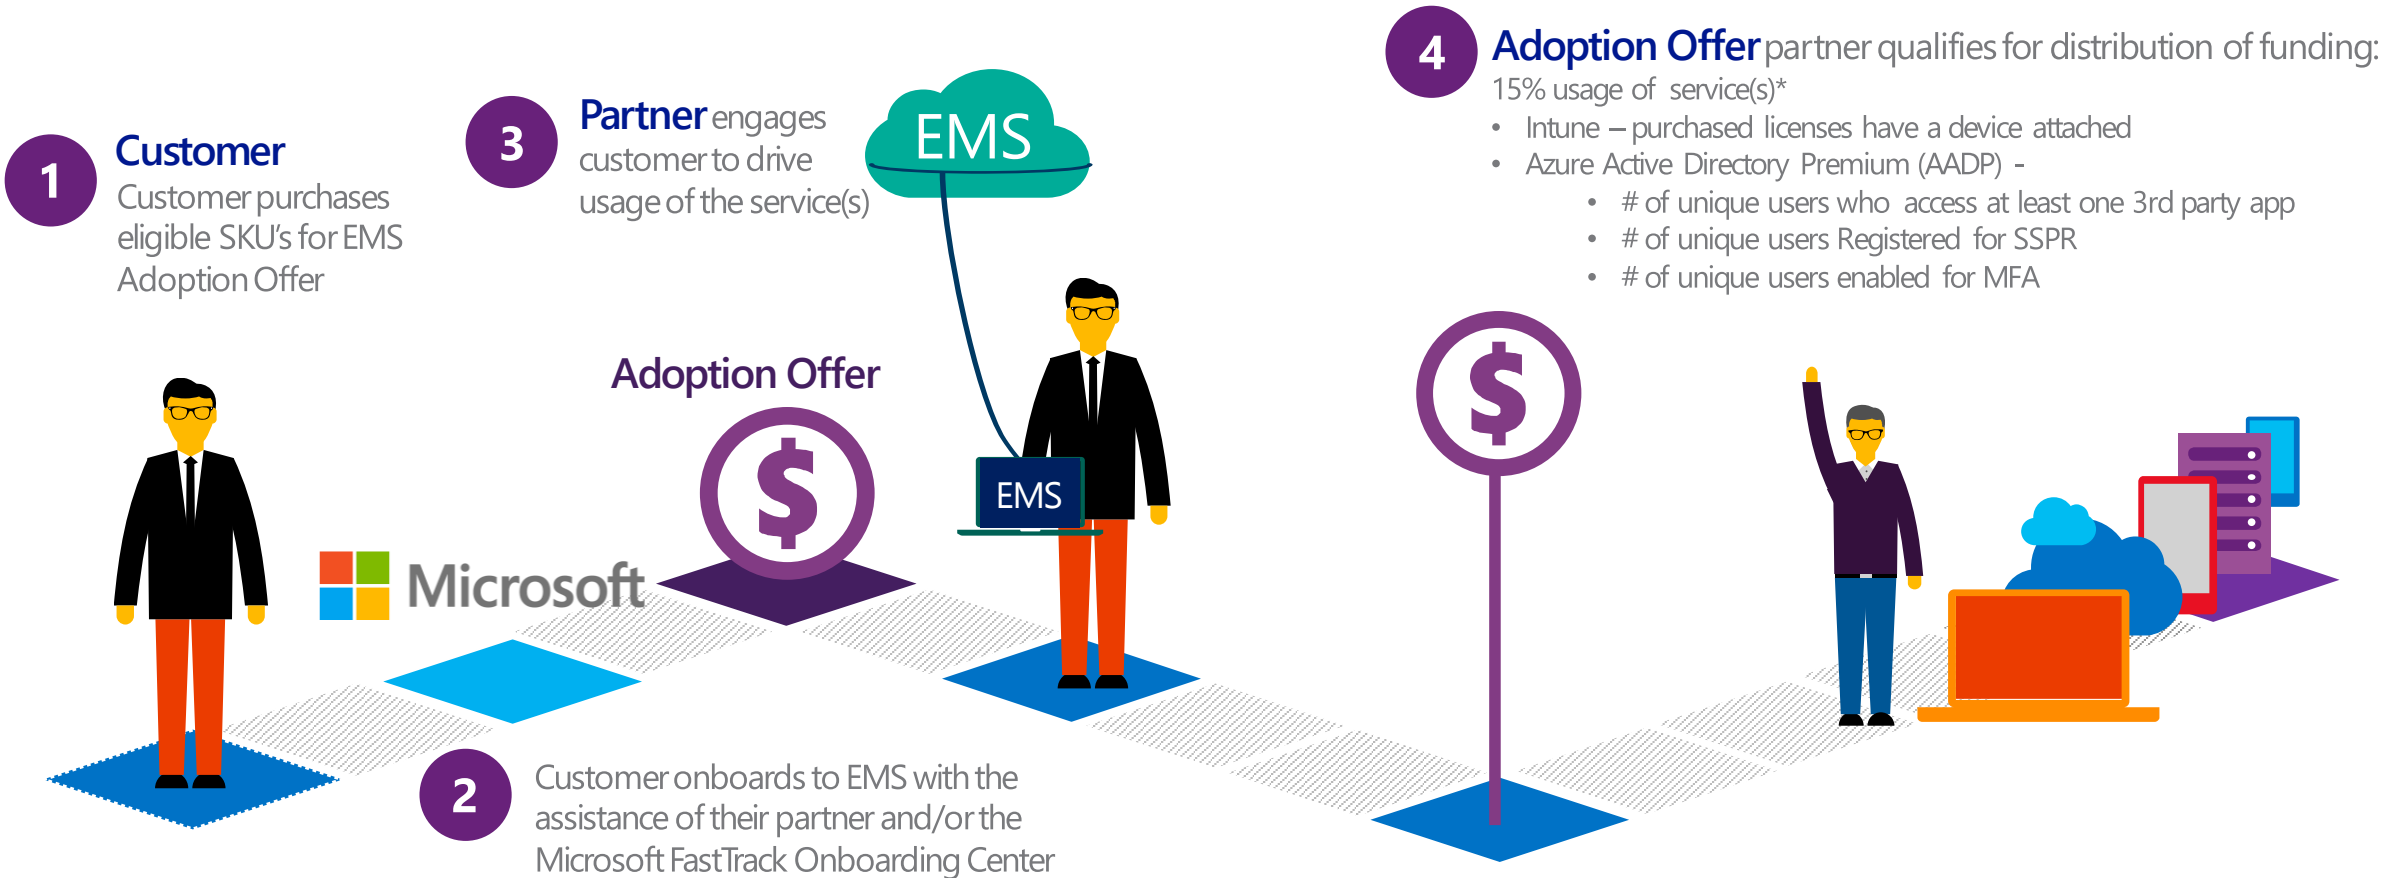 1
Customer
Customer purchases
eligible SKU's for EMS
Adoption Offer
Microsoft
2
Customer onboards to EMS with the
assistance of their partner and/or the
Microsoft FastTrack Onboarding Center
3
Partner engages
customer to drive
usage of the service(s)
EMS
Adoption Offer
$
EMS
4
Adoption Offer partner qualifies for distribution of funding:
15% usage of service(s)*
• Intune – purchased licenses have a device attached
• Azure Active Directory Premium (AADP) -
• # of unique users who access at least one 3rd party app
• # of unique users Registered for SSPR
• # of unique users enabled for MFA
$